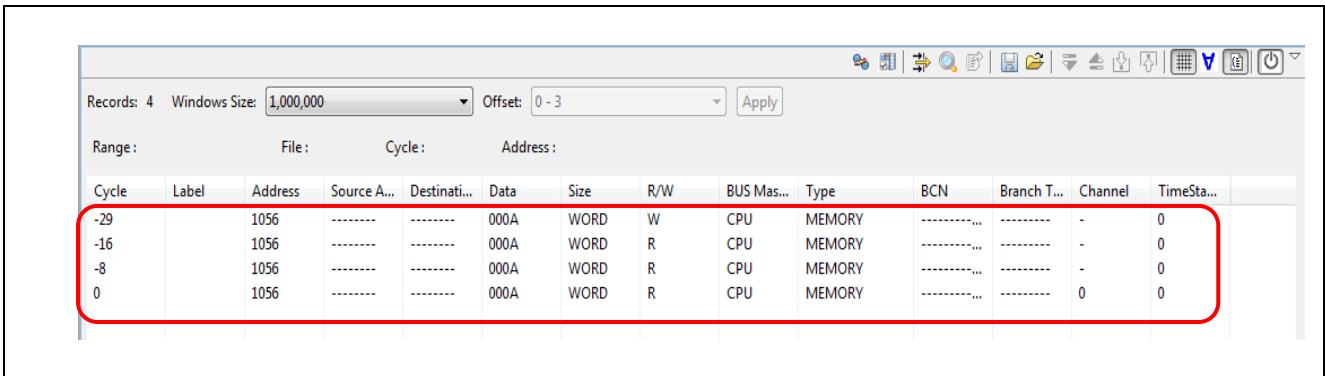 Records: 4 Windows Size: 1,000,000 Offset: 0 - 3 Apply
Range : File : Cycle : Address :
Cycle Label Address Source A... Destinati... Data Size R/W BUS Mas... Type BCN Branch T... Channel TimeSta...
-29 1056 -------- -------- 000A WORD W CPU MEMORY ---------... --------- - 0
-16 1056 -------- -------- 000A WORD R CPU MEMORY ---------... --------- - 0
-8 1056 -------- -------- 000A WORD R CPU MEMORY ---------... --------- - 0
0 1056 -------- -------- 000A WORD R CPU MEMORY ---------... --------- 0 0